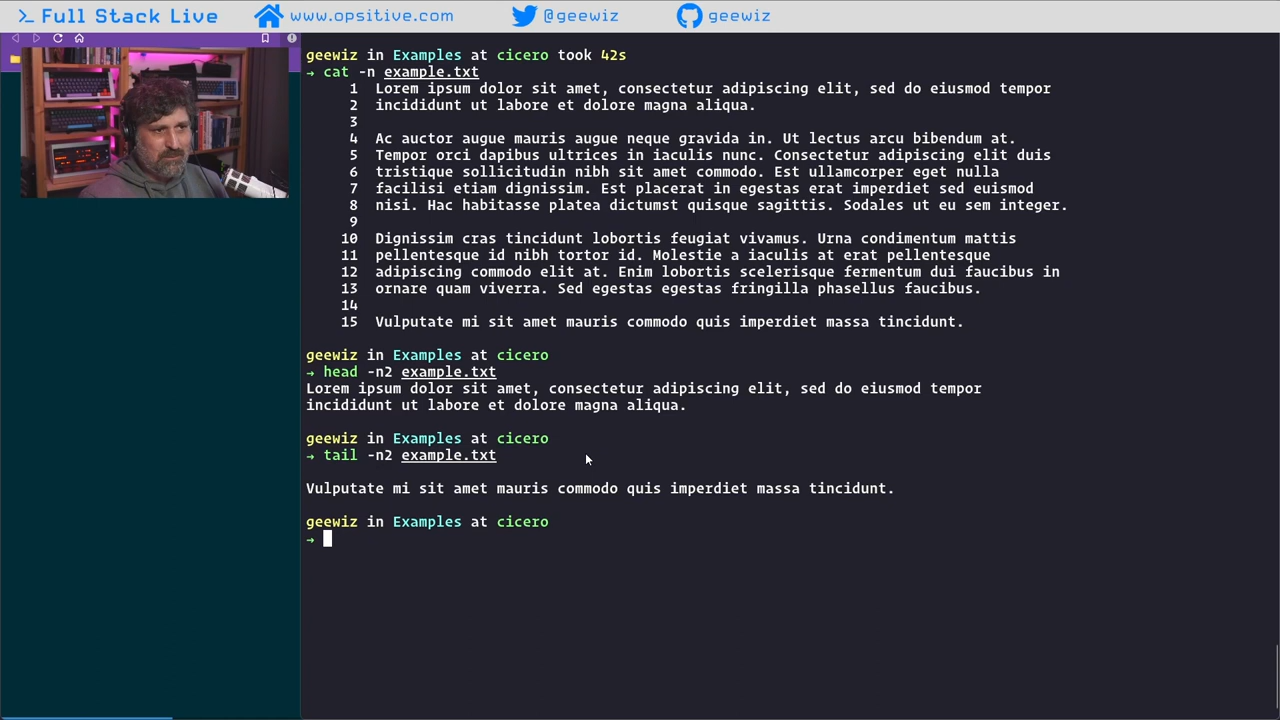 >_ Full Stack Live www.opsitive.com @geewiz geewiz
geewiz in Examples at cicero took 42s
→ cat -n example.txt
1 Lorem ipsum dolor sit amet, consectetur adipiscing elit, sed do eiusmod tempor
2 incididunt ut labore et dolore magna aliqua.
3
4 Ac auctor augue mauris augue neque gravida in. Ut lectus arcu bibendum at.
5 Tempor orci dapibus ultrices in iaculis nunc. Consectetur adipiscing elit duis
6 tristique sollicitudin nibh sit amet commodo. Est ullamcorper eget nulla
7 facilisi etiam dignissim. Est placerat in egestas erat imperdiet sed euismod
8 nisi. Hac habitasse platea dictumst quisque sagittis. Sodales ut eu sem integer.
9
10 Dignissim cras tincidunt lobortis feugiat vivamus. Urna condimentum mattis
11 pellentesque id nibh tortor id. Molestie a iaculis at erat pellentesque
12 adipiscing commodo elit at. Enim lobortis scelerisque fermentum dui faucibus in
13 ornare quam viverra. Sed egestas egestas fringilla phasellus faucibus.
14
15 Vulputate mi sit amet mauris commodo quis imperdiet massa tincidunt.
geewiz in Examples at cicero
→ head -n2 example.txt
Lorem ipsum dolor sit amet, consectetur adipiscing elit, sed do eiusmod tempor
incididunt ut labore et dolore magna aliqua.
geewiz in Examples at cicero
→ tail -n2 example.txt
Vulputate mi sit amet mauris commodo quis imperdiet massa tincidunt.
geewiz in Examples at cicero
→